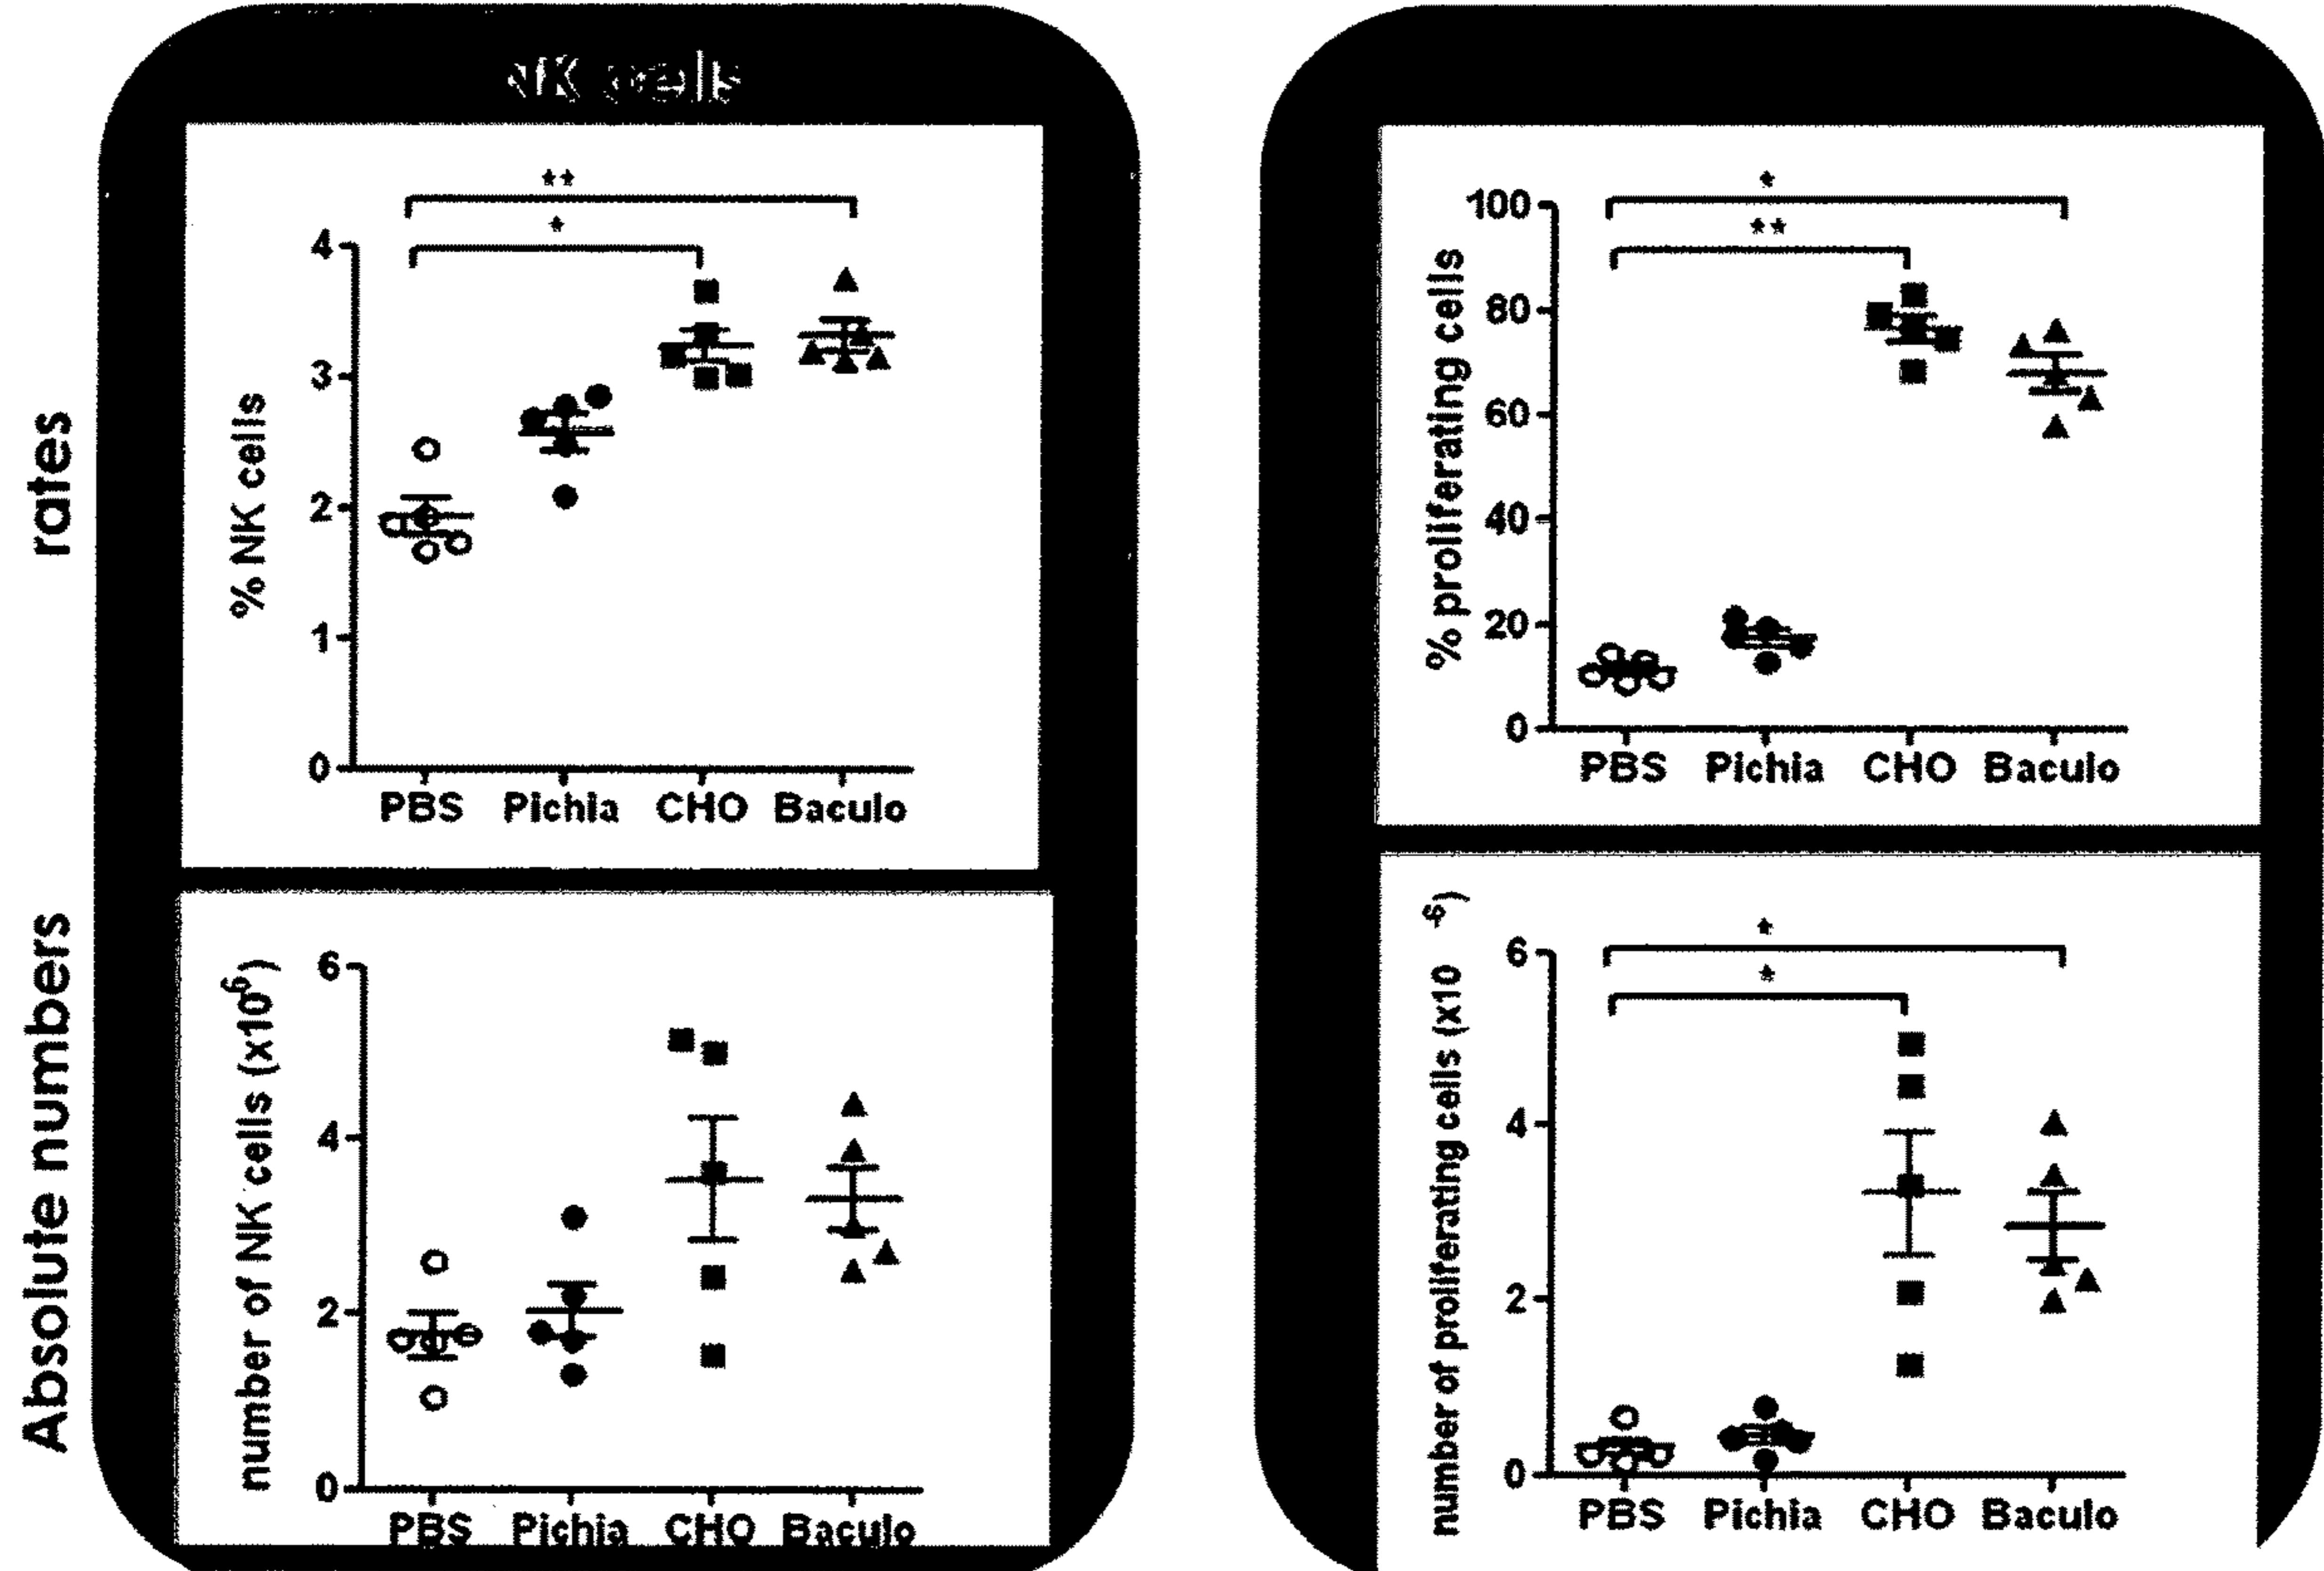 NK cells
rates
Absolute numbers
**
*
% NK cells
4
3
2
1
0
PBS Pichia CHO Baculo
*
**
% proliferating cells
100
80
60
40
20
0
PBS Pichia CHO Baculo
number of NK cells (x10⁶)
6
4
2
0
PBS Pichia CHO Baculo
*
*
number of proliferating cells (x10 ⁻⁶)
6
4
2
0
PBS Pichia CHO Baculo